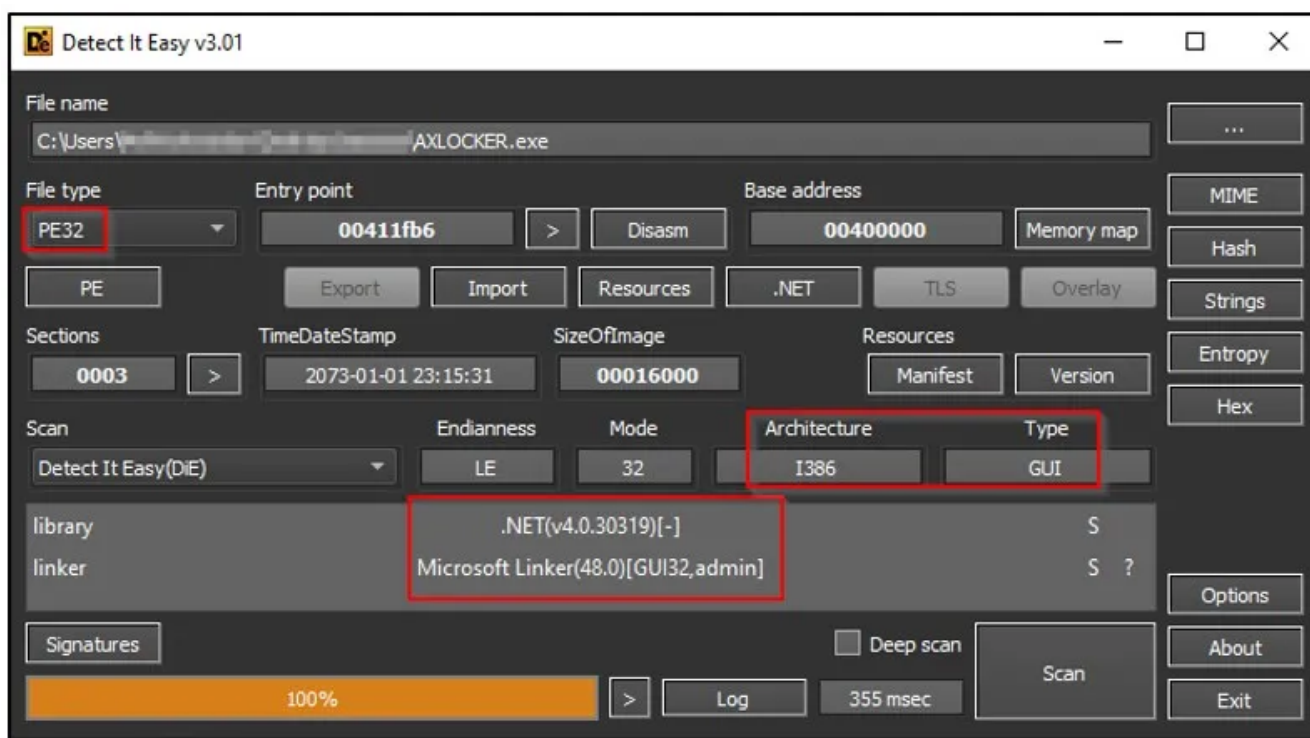 Detect It Easy v3.01
File name
C:\Users\ AXLOCKER.exe
...
File type Entry point Base address
PE32 00411fb6 > Disasm 00400000 Memory map
MIME
PE Export Import Resources .NET TLS Overlay
Hash
Strings
Sections TimeDateStamp SizeOfImage Resources
0003 > 2073-01-01 23:15:31 00016000 Manifest Version
Entropy
Hex
Scan Endianness Mode Architecture Type
Detect It Easy(DiE) LE 32 I386 GUI
library .NET(v4.0.30319)[-] S
linker Microsoft Linker(48.0)[GUI32,admin] S ?
Options
Signatures Deep scan Scan About
100% > Log 355 msec Exit